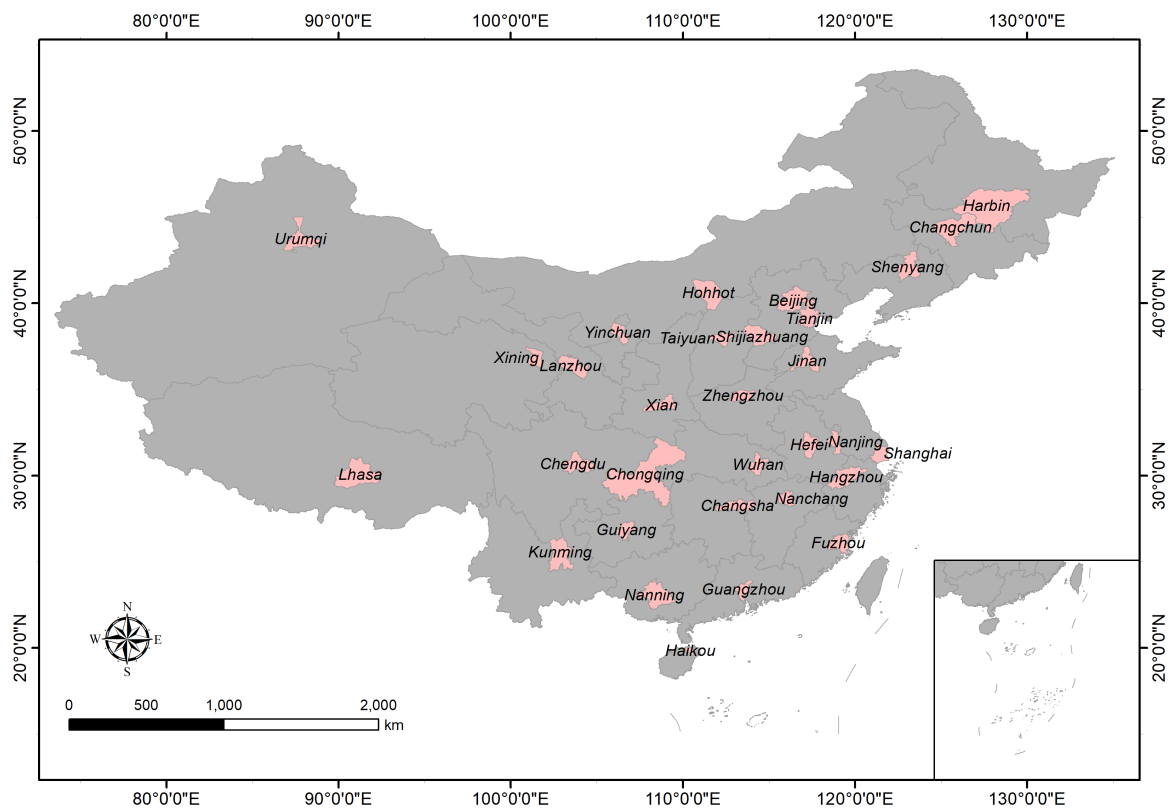 80°0'0"E 90°0'0"E 100°0'0"E 110°0'0"E 120°0'0"E 130°0'0"E
50°0'0"N 50°0'0"N
Harbin
Changchun
Urumqi
Shenyang
Hohhot
Beijing
40°0'0"N 40°0'0"N
Tianjin
Yinchuan
Taiyuan Shijiazhuang
Xining
Lanzhou
Jinan
Zhengzhou
Xian
Hefei Nanjing
Shanghai
Chengdu
Wuhan
Lhasa
Chongqing
Hangzhou
30°0'0"N 30°0'0"N
Nanchang
Changsha
Guiyang
Fuzhou
Kunming
Guangzhou
Nanning
N
W E
S
20°0'0"N 20°0'0"N
Haikou
0 500 1,000 2,000
km
80°0'0"E 90°0'0"E 100°0'0"E 110°0'0"E 120°0'0"E 130°0'0"E